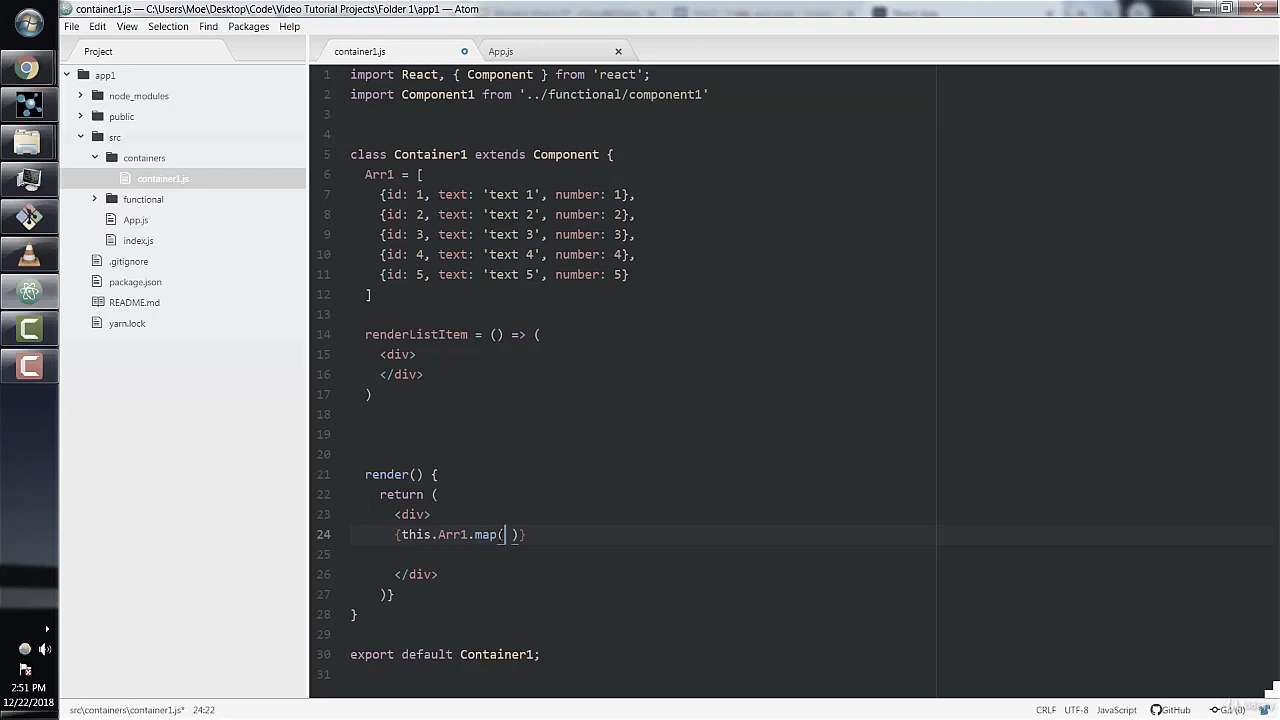 container1.js — C:\Users\Moe\Desktop\Code\Video Tutorial Projects\Folder 1\app1 — Atom
File Edit View Selection Find Packages Help
Project
app1
node_modules
public
src
containers
container1.js
functional
App.js
index.js
.gitignore
package.json
README.md
yarn.lock
container1.js
App.js
1 import React, { Component } from 'react';
2 import Component1 from '../functional/component1'
3
4
5 class Container1 extends Component {
6 Arr1 = [
7 {id: 1, text: 'text 1', number: 1},
8 {id: 2, text: 'text 2', number: 2},
9 {id: 3, text: 'text 3', number: 3},
10 {id: 4, text: 'text 4', number: 4},
11 {id: 5, text: 'text 5', number: 5}
12 ]
13
14 renderListItem = () => (
15 <div>
16 </div>
17 )
18
19
20
21 render() {
22 return (
23 <div>
24 {this.Arr1.map( )}
25
26 </div>
27 )}
28 }
29
30 export default Container1;
31
2:51 PM
12/22/2018
src\containers\container1.js* 24:22
CRLF UTF-8 JavaScript GitHub Git (0)